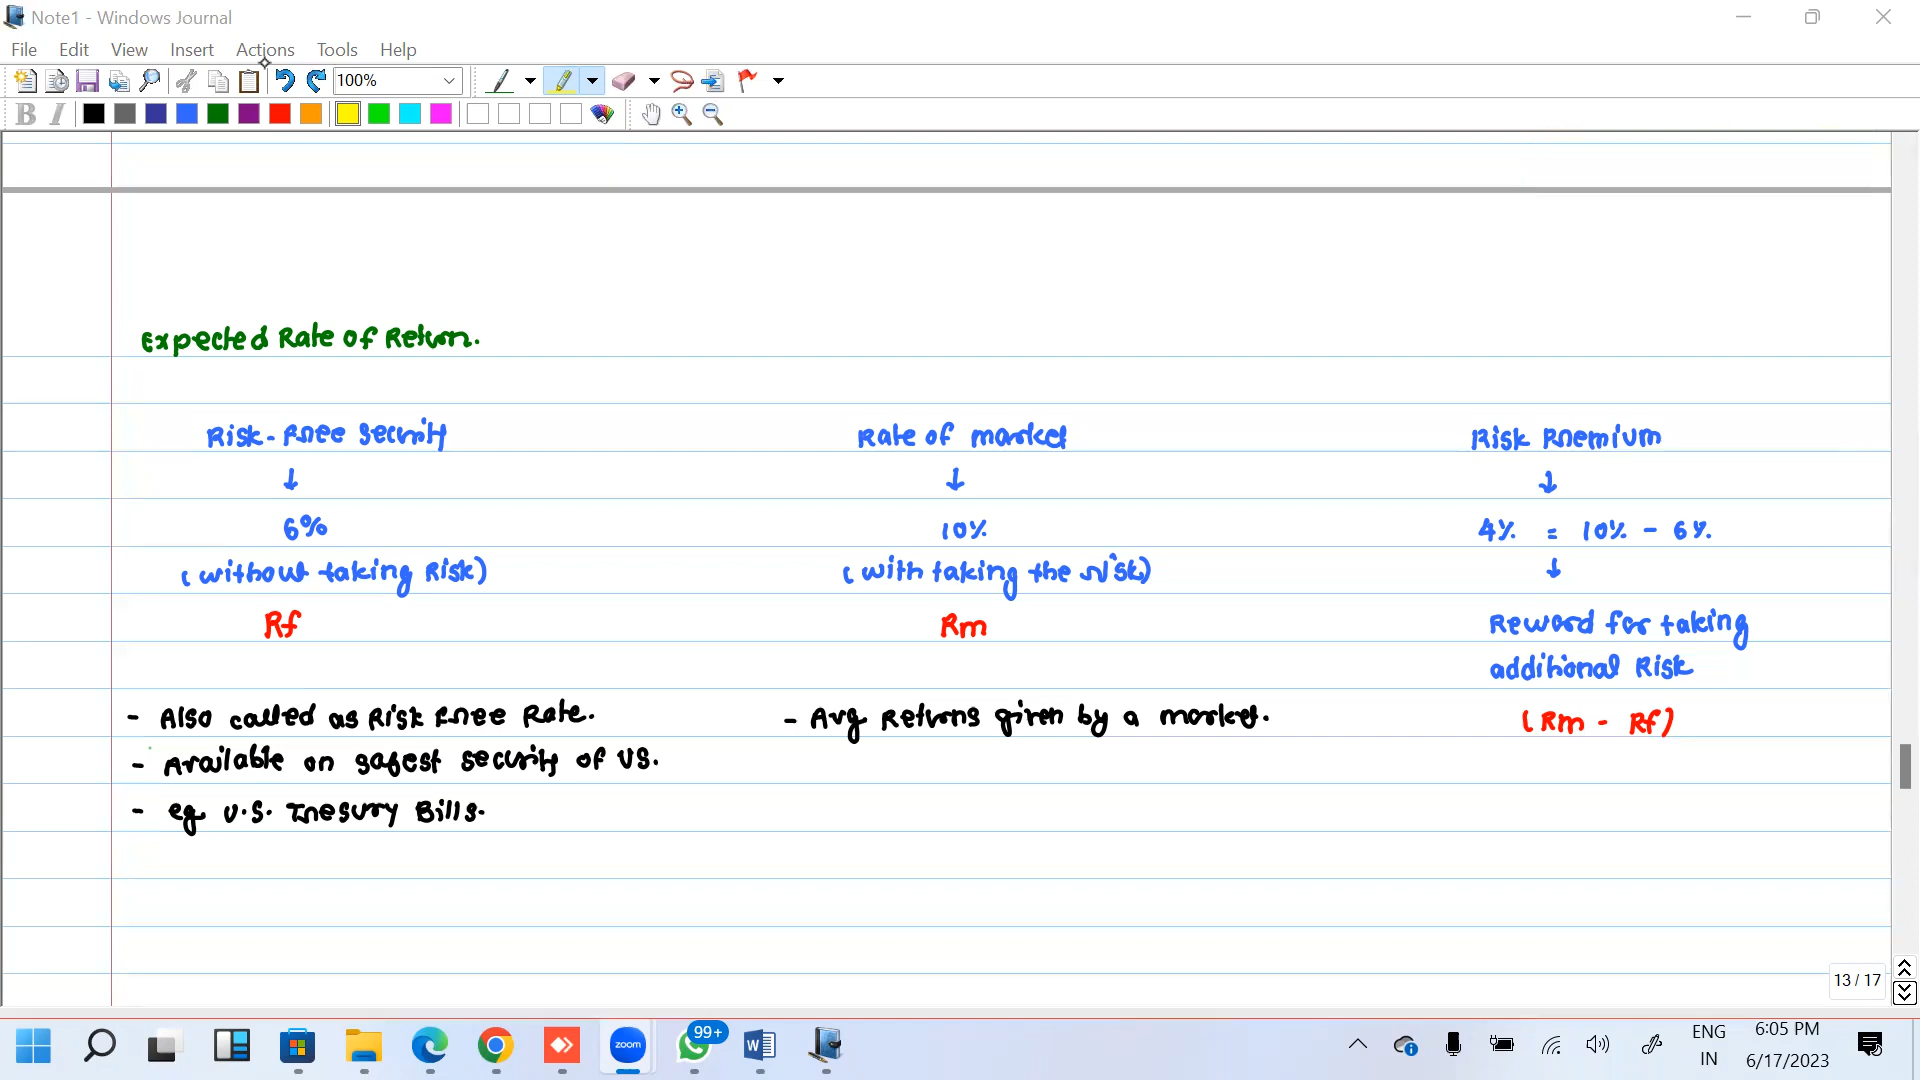 Note1 - Windows Journal
File Edit View Insert Actions Tools Help
100%
B I
Expected Rate of Return.
Risk-Free Security Rate of market Risk Premium
↓ ↓ ↓
6% 10% 4% = 10% - 6%
(without taking Risk) (with taking the risk) ↓
Rf Rm Reward for taking
additional Risk
- Also called as Risk Free Rate. - Avg Returns given by a market. (Rm - Rf)
- Available on safest security of US.
- eg U.S. Tresury Bills.
13 / 17
zoom 99+ ENG 6:05 PM
IN 6/17/2023